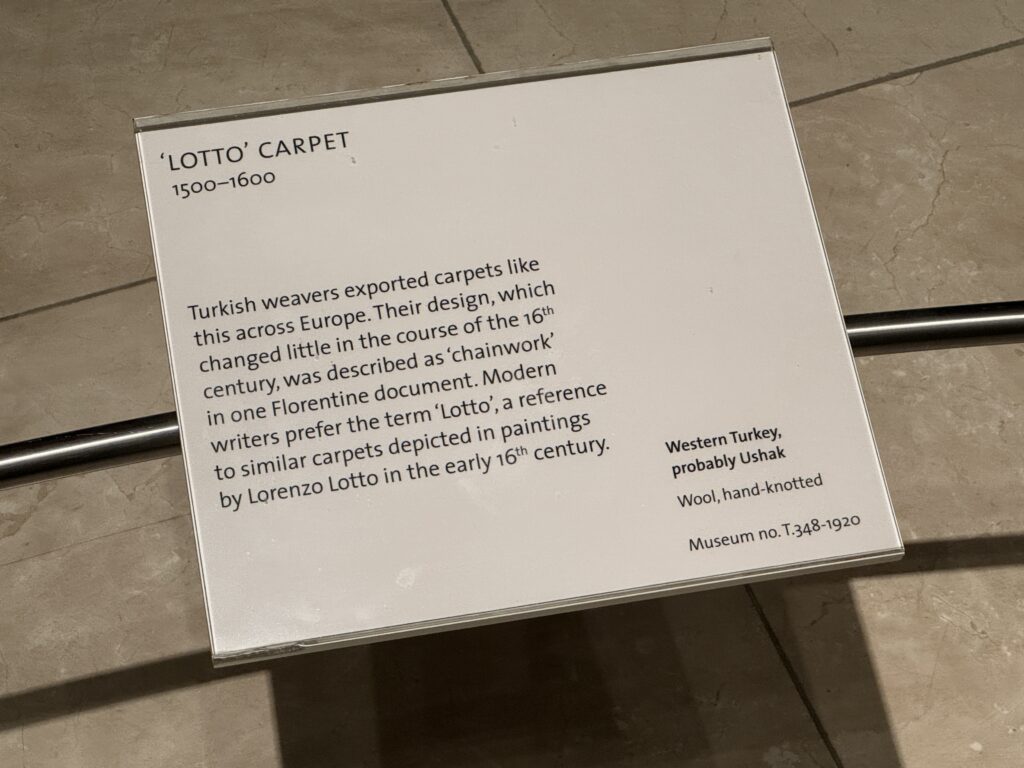 ‘LOTTO’ CARPET
1500–1600
Turkish weavers exported carpets like
this across Europe. Their design, which
changed little in the course of the 16th
century, was described as ‘chainwork’
in one Florentine document. Modern
writers prefer the term ‘Lotto’, a reference
to similar carpets depicted in paintings
by Lorenzo Lotto in the early 16th century.
Western Turkey,
probably Ushak
Wool, hand-knotted
Museum no. T.348-1920